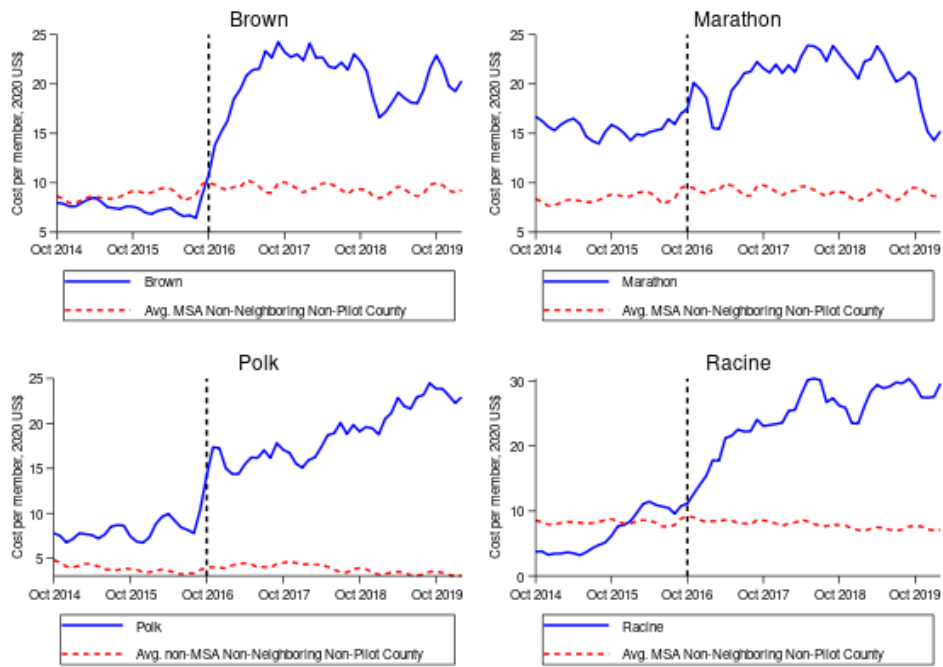 Brown
Cost per member, 2020 US$
25
20
15
10
5
Oct 2014 Oct 2015 Oct 2016 Oct 2017 Oct 2018 Oct 2019
Brown
Avg. MSA Non-Neighboring Non-Pilot County
Marathon
Cost per member, 2020 US$
25
20
15
10
5
Oct 2014 Oct 2015 Oct 2016 Oct 2017 Oct 2018 Oct 2019
Marathon
Avg. MSA Non-Neighboring Non-Pilot County
Polk
Cost per member, 2020 US$
25
20
15
10
5
Oct 2014 Oct 2015 Oct 2016 Oct 2017 Oct 2018 Oct 2019
Polk
Avg. non-MSA Non-Neighboring Non-Pilot County
Racine
Cost per member, 2020 US$
30
20
10
0
Oct 2014 Oct 2015 Oct 2016 Oct 2017 Oct 2018 Oct 2019
Racine
Avg. MSA Non-Neighboring Non-Pilot County